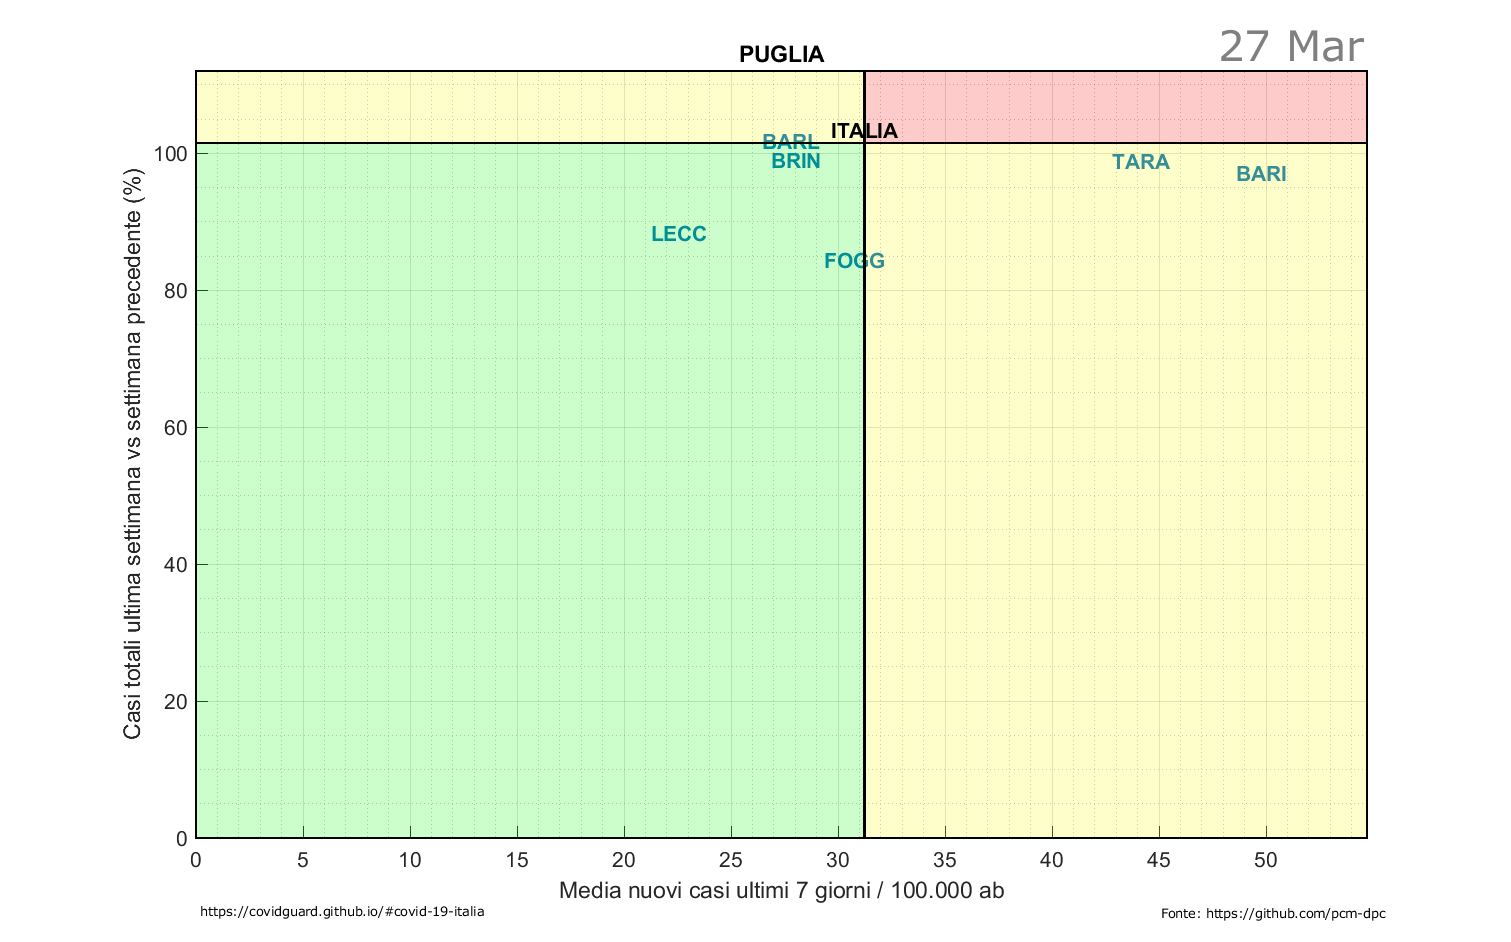 27 Mar
PUGLIA
ITALIA
BARL
BRIN
TARA
BARI
LECC
FOGG
Casi totali ultima settimana vs settimana precedente (%)
100
80
60
40
20
0
0 5 10 15 20 25 30 35 40 45 50
Media nuovi casi ultimi 7 giorni / 100.000 ab
https://covidguard.github.io/#covid-19-italia
Fonte: https://github.com/pcm-dpc